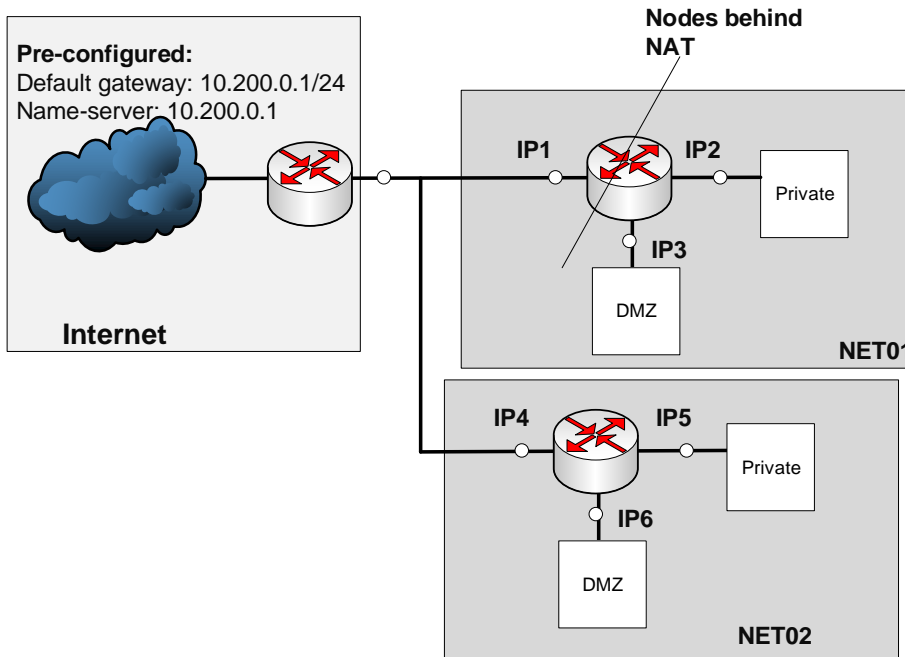 Nodes behind
NAT
Pre-configured:
Default gateway: 10.200.0.1/24
Name-server: 10.200.0.1
Internet
IP1
IP2
Private
IP3
DMZ
NET01
IP4
IP5
Private
IP6
DMZ
NET02